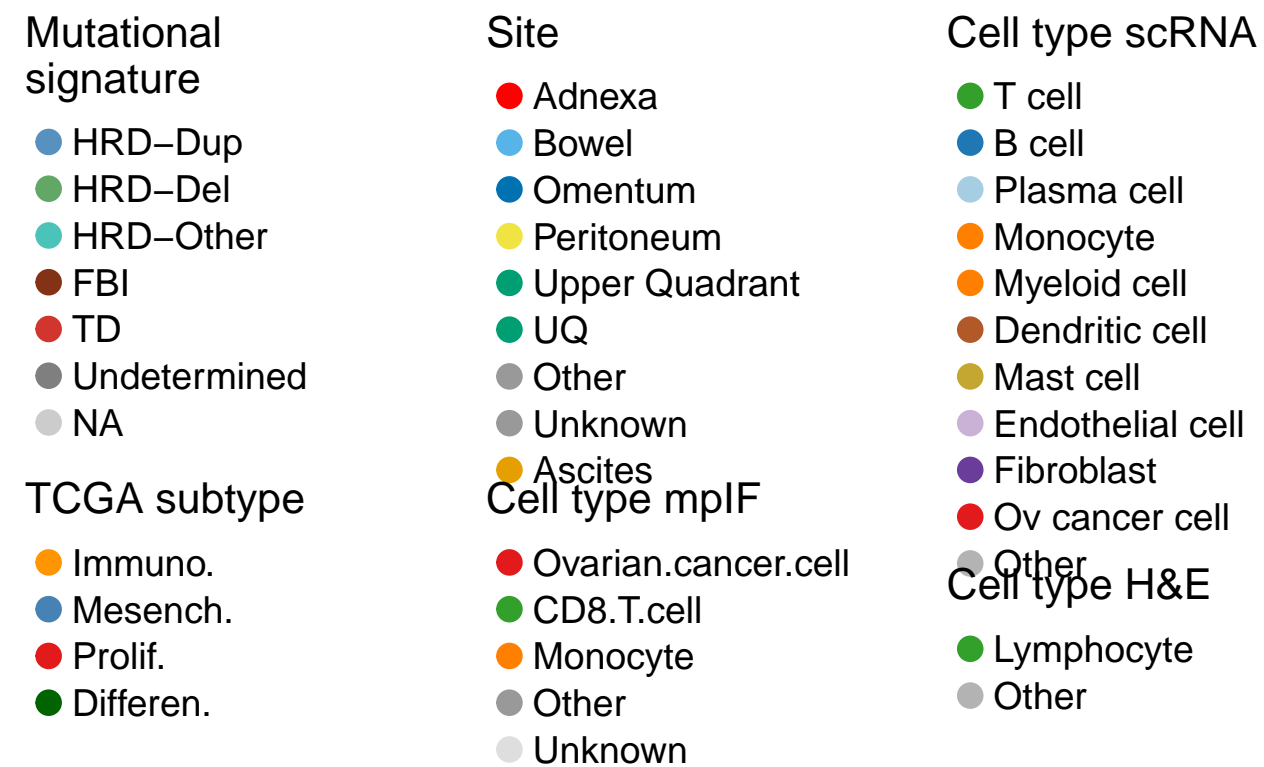 Mutational
signature
HRD−Dup
HRD−Del
HRD−Other
FBI
TD
Undetermined
NA
TCGA subtype
Immuno.
Mesench.
Prolif.
Differen.
Site
Adnexa
Bowel
Omentum
Peritoneum
Upper Quadrant
UQ
Other
Unknown
Ascites
Cell type mpIF
Ovarian.cancer.cell
CD8.T.cell
Monocyte
Other
Unknown
Cell type scRNA
T cell
B cell
Plasma cell
Monocyte
Myeloid cell
Dendritic cell
Mast cell
Endothelial cell
Fibroblast
Ov cancer cell
Other
Cell type H&E
Lymphocyte
Other